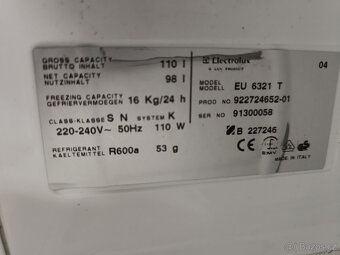 GROSS CAPACITY
BRUTTO INHALT 110 l
NET CAPACITY
NUTZINHALT 98 l
FREEZING CAPACITY
GEFRIERVERMOEGEN 16 Kg/24 h
CLASS-KLASSE S N SYSTEM K
220-240V~ 50Hz 110 W
REFRIGERANT
KAELTEMITTEL R600a 53 g
Electrolux 04
MODEL
MODELL EU 6321 T
PROD NO 922724652-01
SER NO 91300058
B 227246
MADE IN ITALY